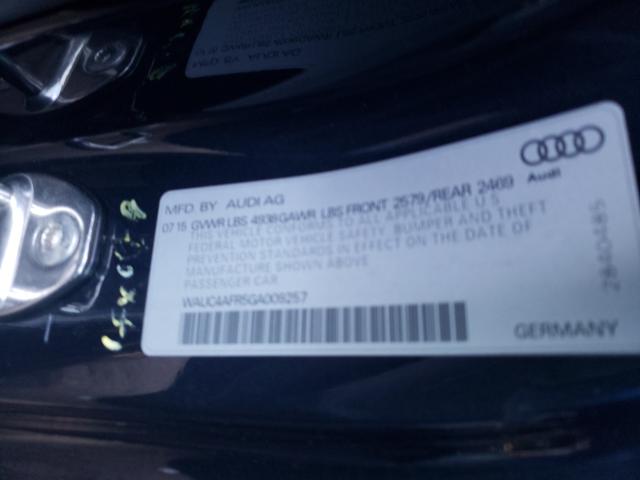 MFD BY AUDI AG
07 15 GVWR LBS 4938 GAWR LBS FRONT 2579/REAR 2469
THIS VEHICLE CONFORMS TO ALL APPLICABLE U S
FEDERAL MOTOR VEHICLE SAFETY, BUMPER AND THEFT
PREVENTION STANDARDS IN EFFECT ON THE DATE OF
MANUFACTURE SHOWN ABOVE
PASSENGER CAR
WAUC4AFR5GA009257
Audi
2840485
GERMANY